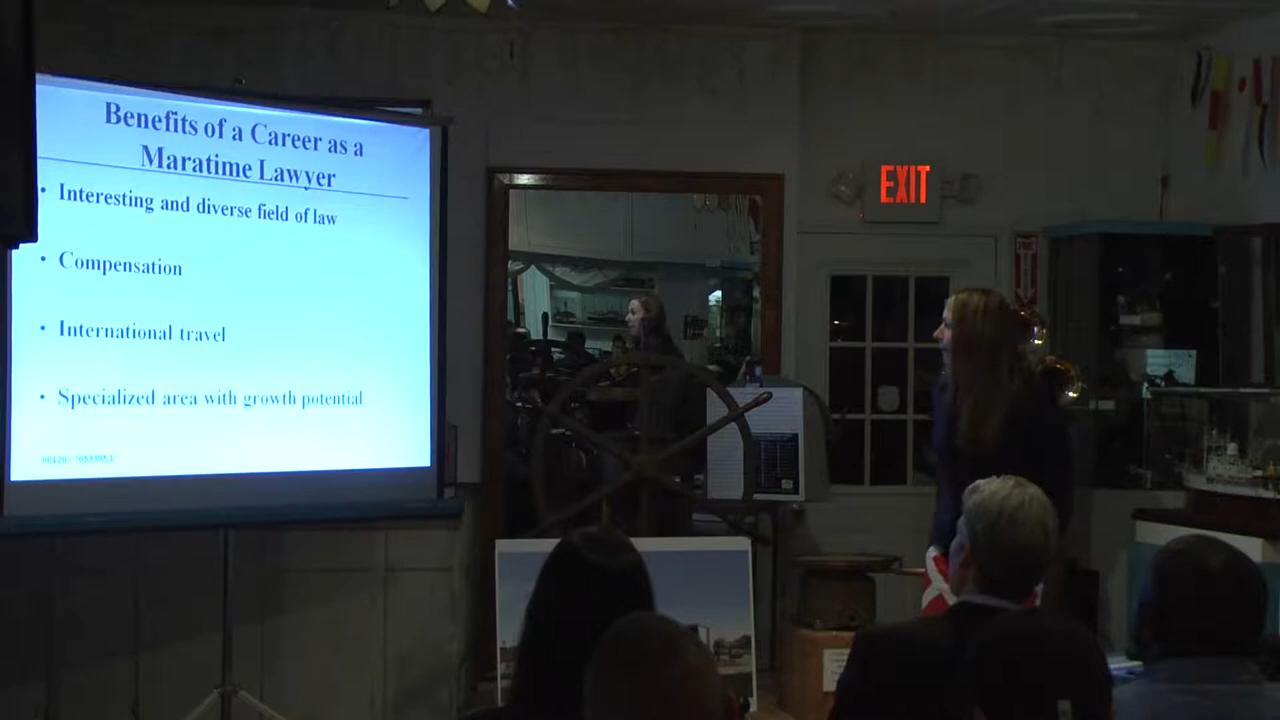 Benefits of a Career as a
Maratime Lawyer
• Interesting and diverse field of law
• Compensation
• International travel
• Specialized area with growth potential
EXIT